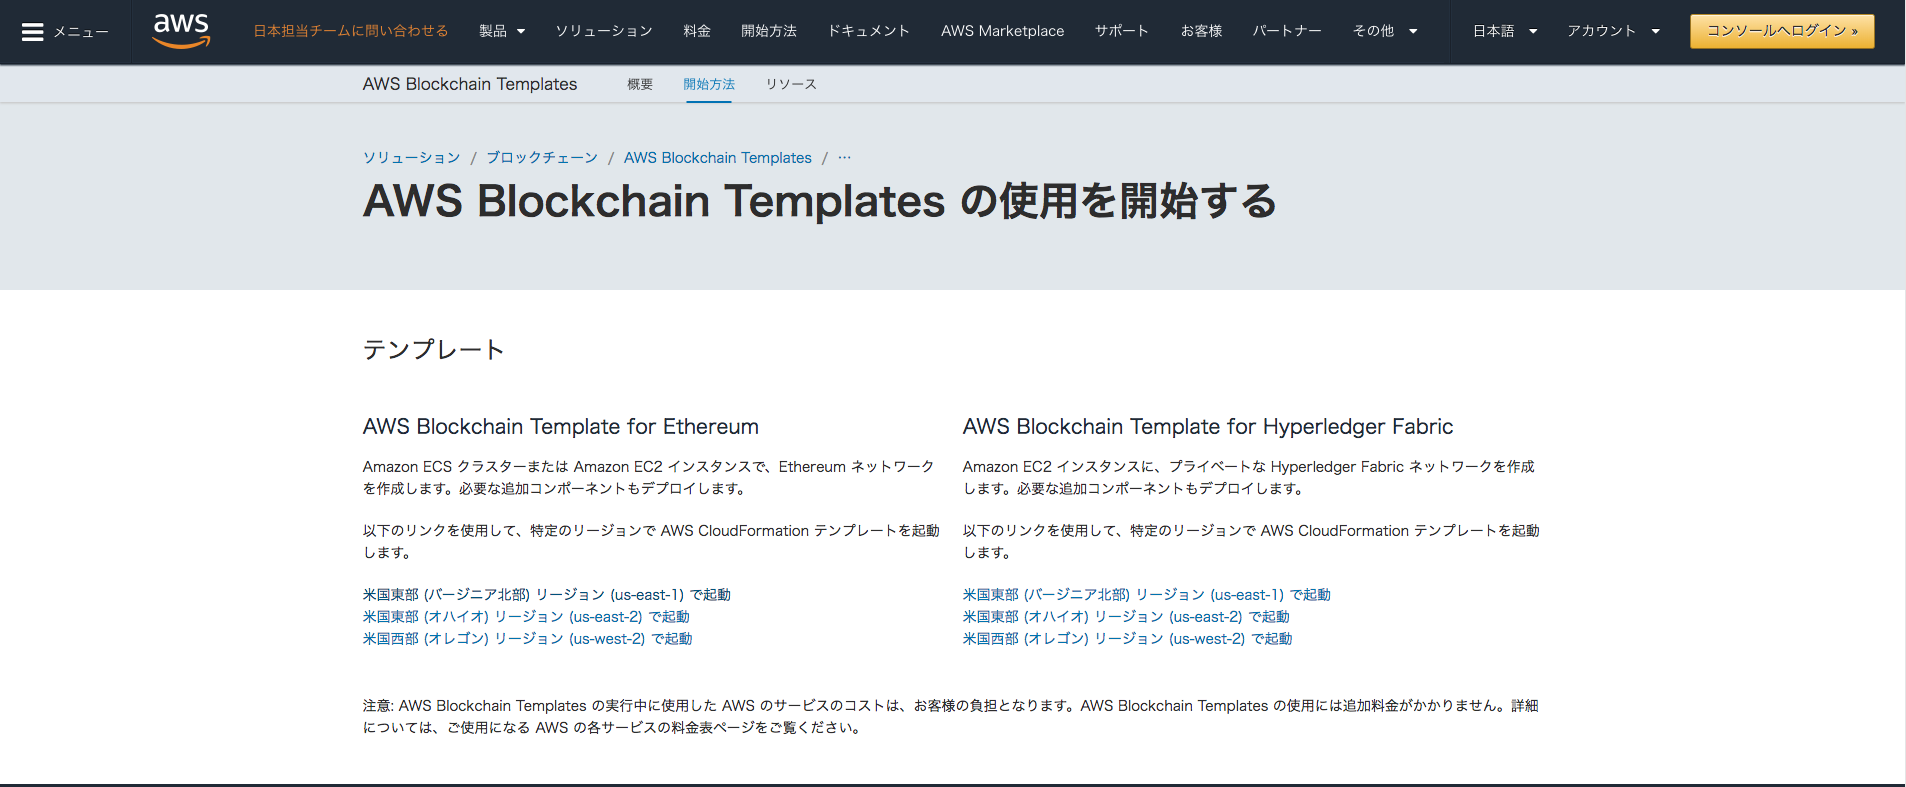 メニュー
aws
日本担当チームに問い合わせる 製品 ソリューション 料金 開始方法 ドキュメント AWS Marketplace サポート お客様 パートナー その他 日本語 アカウント コンソールへログイン »
AWS Blockchain Templates 概要 開始方法 リソース
ソリューション / ブロックチェーン / AWS Blockchain Templates / ...
AWS Blockchain Templates の使用を開始する
テンプレート
AWS Blockchain Template for Ethereum
Amazon ECS クラスターまたは Amazon EC2 インスタンスで、Ethereum ネットワーク
を作成します。必要な追加コンポーネントもデプロイします。
以下のリンクを使用して、特定のリージョンで AWS CloudFormation テンプレートを起動
します。
米国東部 (バージニア北部) リージョン (us-east-1) で起動
米国東部 (オハイオ) リージョン (us-east-2) で起動
米国西部 (オレゴン) リージョン (us-west-2) で起動
AWS Blockchain Template for Hyperledger Fabric
Amazon EC2 インスタンスに、プライベートな Hyperledger Fabric ネットワークを作成
します。必要な追加コンポーネントもデプロイします。
以下のリンクを使用して、特定のリージョンで AWS CloudFormation テンプレートを起動
します。
米国東部 (バージニア北部) リージョン (us-east-1) で起動
米国東部 (オハイオ) リージョン (us-east-2) で起動
米国西部 (オレゴン) リージョン (us-west-2) で起動
注意: AWS Blockchain Templates の実行中に使用した AWS のサービスのコストは、お客様の負担となります。AWS Blockchain Templates の使用には追加料金がかかりません。詳細
については、ご使用になる AWS の各サービスの料金表ページをご覧ください。